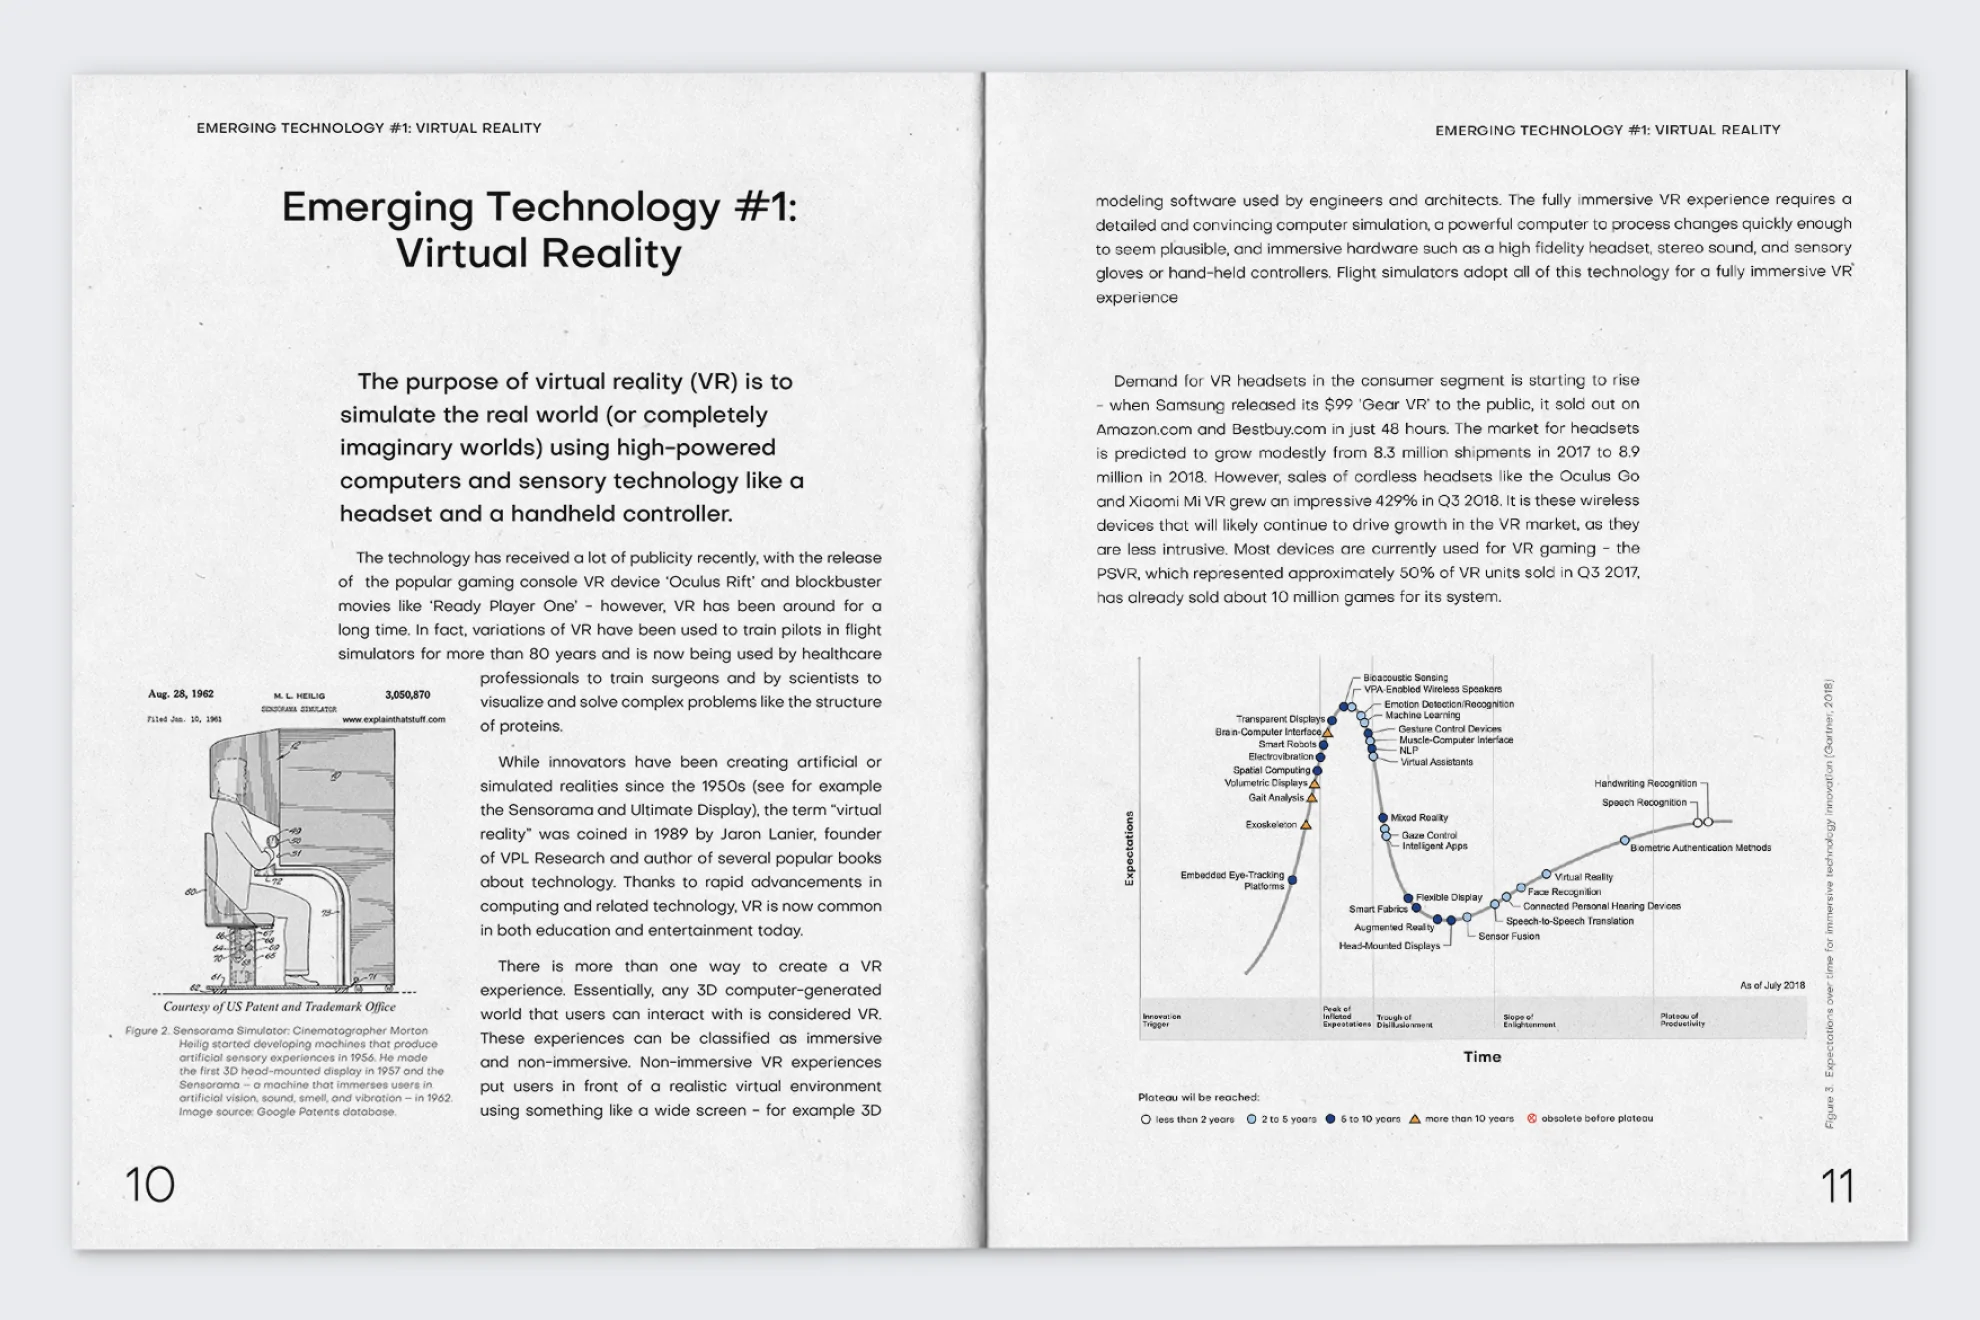 EMERGING TECHNOLOGY #1: VIRTUAL REALITY
Emerging Technology #1:
Virtual Reality
The purpose of virtual reality (VR) is to
simulate the real world (or completely
imaginary worlds) using high-powered
computers and sensory technology like a
headset and a handheld controller.
The technology has received a lot of publicity recently, with the release
of the popular gaming console VR device ‘Oculus Rift’ and blockbuster
movies like ‘Ready Player One’ – however, VR has been around for a
long time. In fact, variations of VR have been used to train pilots in flight
simulators for more than 80 years and is now being used by healthcare
professionals to train surgeons and by scientists to
visualize and solve complex problems like the structure
of proteins.
While innovators have been creating artificial or
simulated realities since the 1950s (see for example
the Sensorama and Ultimate Display), the term “virtual
reality” was coined in 1989 by Jaron Lanier, founder
of VPL Research and author of several popular books
about technology. Thanks to rapid advancements in
computing and related technology, VR is now common
in both education and entertainment today.
There is more than one way to create a VR
experience. Essentially, any 3D computer-generated
world that users can interact with is considered VR.
These experiences can be classified as immersive
and non-immersive. Non-immersive VR experiences
put users in front of a realistic virtual environment
using something like a wide screen – for example 3D
Aug. 28, 1962
M. L. HEILIG
3,050,870
SENSORAMA SIMULATOR
Filed Jan. 10, 1961
www.explainthatstuff.com
12
49
50
51
72
60
73
66
67
68
64
69
70
65
61
71
62
Courtesy of US Patent and Trademark Office
Figure 2. Sensorama Simulator: Cinematographer Morton
Heilig started developing machines that produce
artificial sensory experiences in 1956. He made
the first 3D head-mounted display in 1957 and the
Sensorama – a machine that immerses users in
artificial vision, sound, smell, and vibration – in 1962.
Image source: Google Patents database.
10
EMERGING TECHNOLOGY #1: VIRTUAL REALITY
modeling software used by engineers and architects. The fully immersive VR experience requires a
detailed and convincing computer simulation, a powerful computer to process changes quickly enough
to seem plausible, and immersive hardware such as a high fidelity headset, stereo sound, and sensory
gloves or hand-held controllers. Flight simulators adopt all of this technology for a fully immersive VR
experience
Demand for VR headsets in the consumer segment is starting to rise
– when Samsung released its $99 ‘Gear VR’ to the public, it sold out on
Amazon.com and Bestbuy.com in just 48 hours. The market for headsets
is predicted to grow modestly from 8.3 million shipments in 2017 to 8.9
million in 2018. However, sales of cordless headsets like the Oculus Go
and Xiaomi Mi VR grew an impressive 429% in Q3 2018. It is these wireless
devices that will likely continue to drive growth in the VR market, as they
are less intrusive. Most devices are currently used for VR gaming – the
PSVR, which represented approximately 50% of VR units sold in Q3 2017,
has already sold about 10 million games for its system.
Expectations
Bioacoustic Sensing
VPA-Enabled Wireless Speakers
Emotion Detection/Recognition
Machine Learning
Gesture Control Devices
Muscle-Computer Interface
NLP
Virtual Assistants
Transparent Displays
Brain-Computer Interface
Smart Robots
Electrovibration
Spatial Computing
Volumetric Displays
Gait Analysis
Exoskeleton
Embedded Eye-Tracking
Platforms
Mixed Reality
Gaze Control
Intelligent Apps
Flexible Display
Smart Fabrics
Augmented Reality
Head-Mounted Displays
Sensor Fusion
Speech-to-Speech Translation
Connected Personal Hearing Devices
Face Recognition
Virtual Reality
Biometric Authentication Methods
Handwriting Recognition
Speech Recognition
As of July 2018
Innovation
Trigger
Peak of
Inflated
Expectations
Trough of
Disillusionment
Slope of
Enlightenment
Plateau of
Productivity
Time
Plateau wil be reached:
less than 2 years
2 to 5 years
5 to 10 years
more than 10 years
obsolete before plateau
Figure 3. Expectations over time for immersive technology innovation (Gartner, 2018)
11